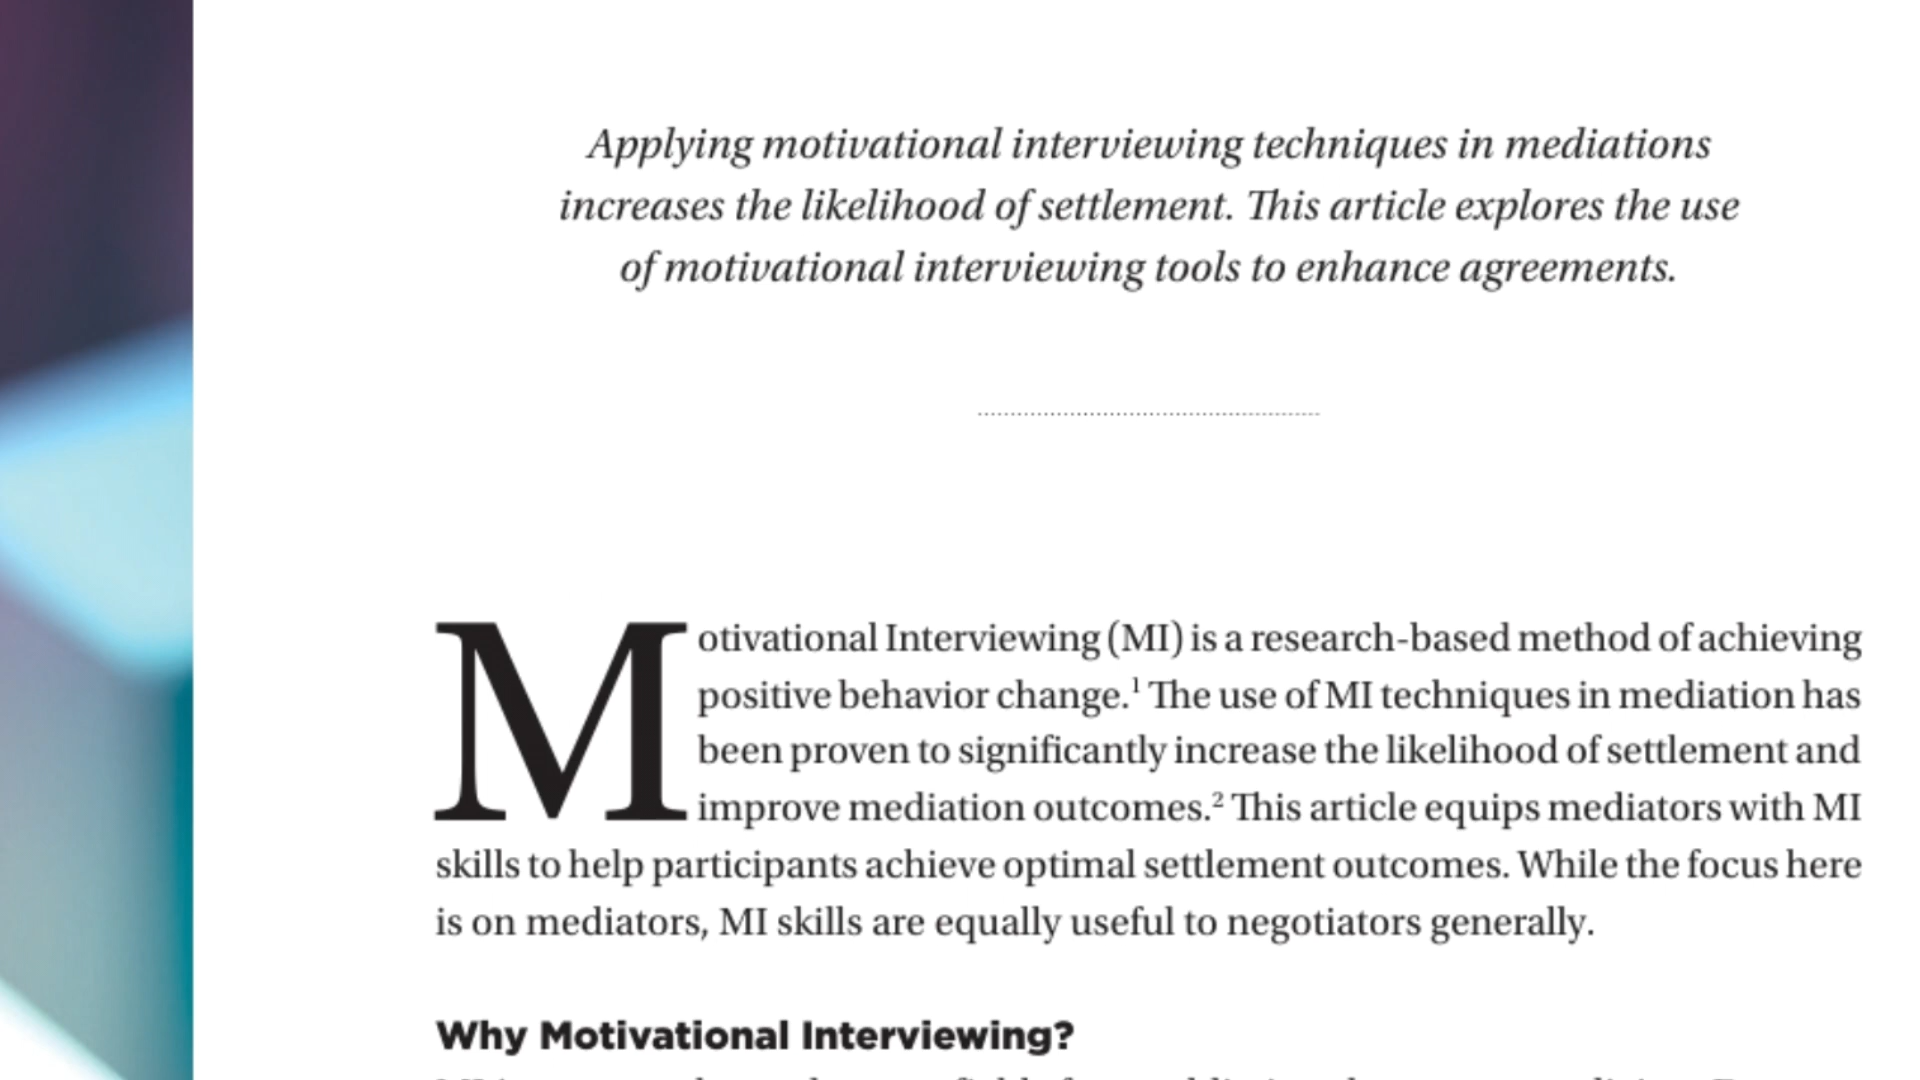 Applying motivational interviewing techniques in mediations
increases the likelihood of settlement. This article explores the use
of motivational interviewing tools to enhance agreements.
Motivational Interviewing (MI) is a research-based method of achieving
positive behavior change.¹ The use of MI techniques in mediation has
been proven to significantly increase the likelihood of settlement and
improve mediation outcomes.² This article equips mediators with MI
skills to help participants achieve optimal settlement outcomes. While the focus here
is on mediators, MI skills are equally useful to negotiators generally.
Why Motivational Interviewing?